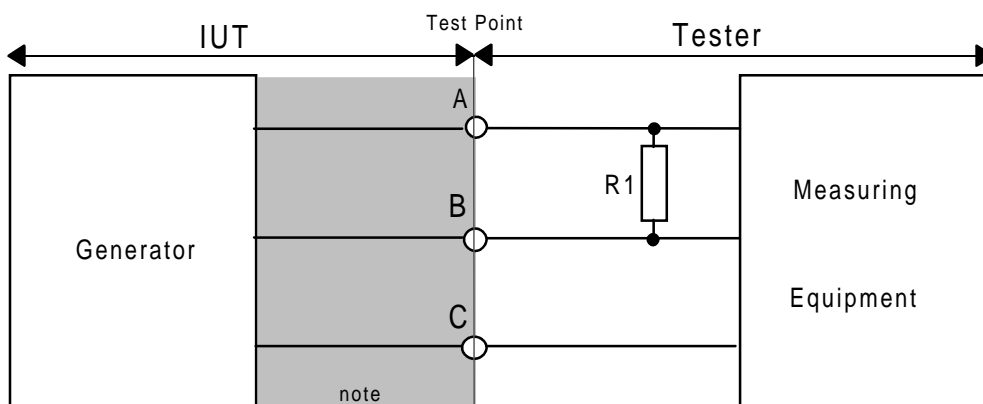 IUT
Test Point
Tester
A
R1
B
Generator
Measuring
Equipment
C
note